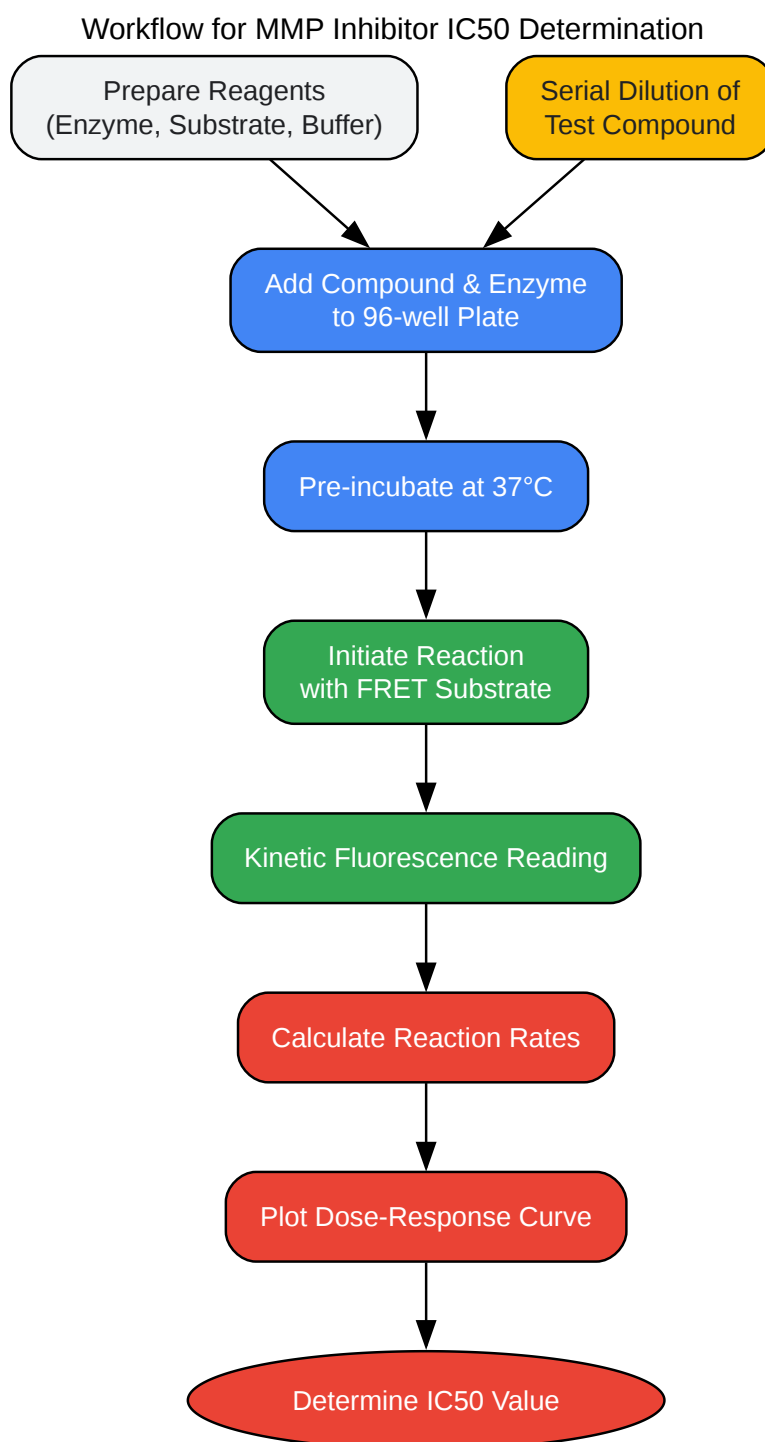 Workflow for MMP Inhibitor IC50 Determination
Prepare Reagents
(Enzyme, Substrate, Buffer)
Serial Dilution of
Test Compound
Add Compound & Enzyme
to 96-well Plate
Pre-incubate at 37°C
Initiate Reaction
with FRET Substrate
Kinetic Fluorescence Reading
Calculate Reaction Rates
Plot Dose-Response Curve
Determine IC50 Value